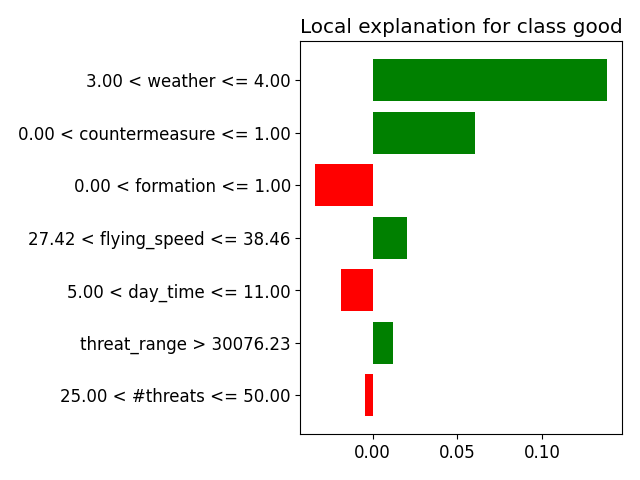 Local explanation for class good
3.00 < weather <= 4.00
0.00 < countermeasure <= 1.00
0.00 < formation <= 1.00
27.42 < flying_speed <= 38.46
5.00 < day_time <= 11.00
threat_range > 30076.23
25.00 < #threats <= 50.00
0.00 0.05 0.10